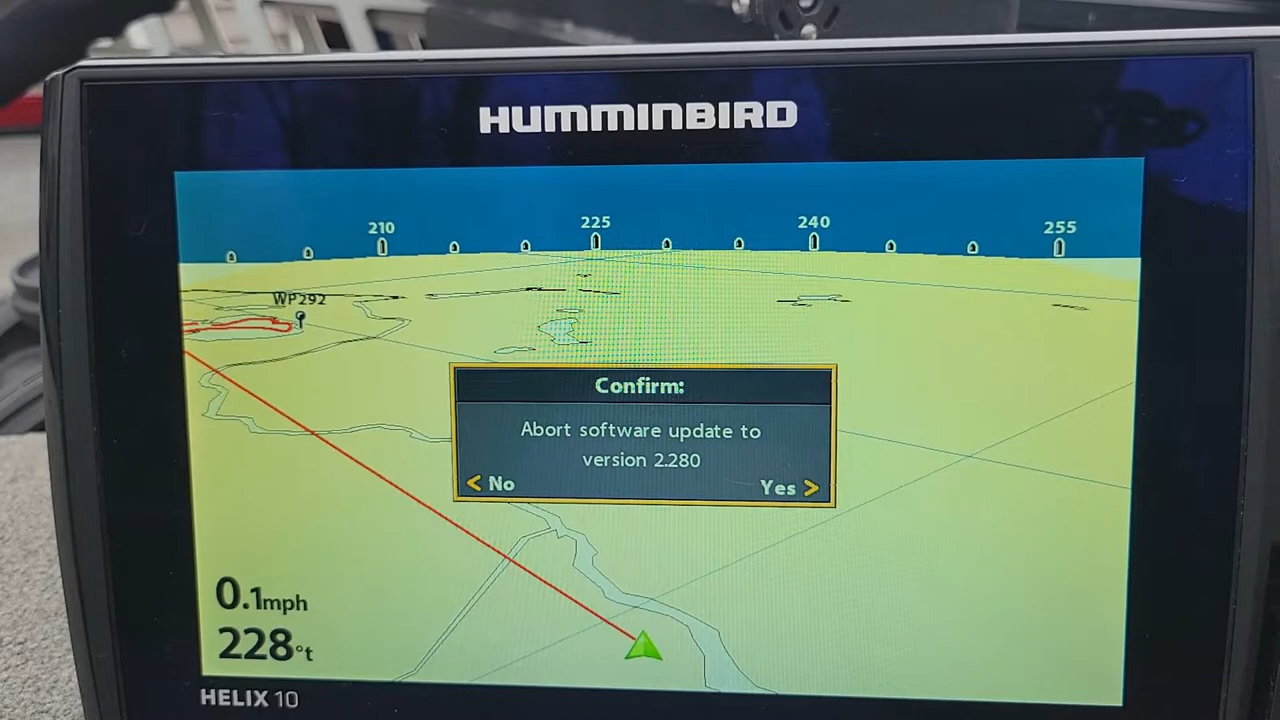 HUMMINBIRD
210 225 240 255
WP292
Confirm:
Abort software update to
version 2.280
< No Yes >
0.1mph
228°t
HELIX 10